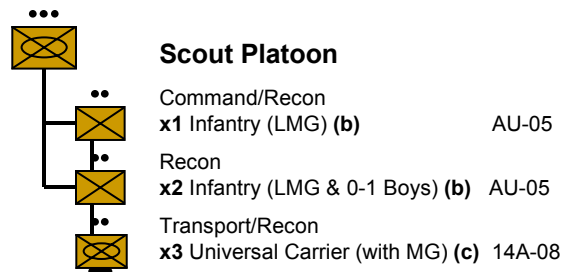 Scout Platoon
Command/Recon
x1 Infantry (LMG) (b) AU-05
Recon
x2 Infantry (LMG & 0-1 Boys) (b) AU-05
Transport/Recon
x3 Universal Carrier (with MG) (c) 14A-08